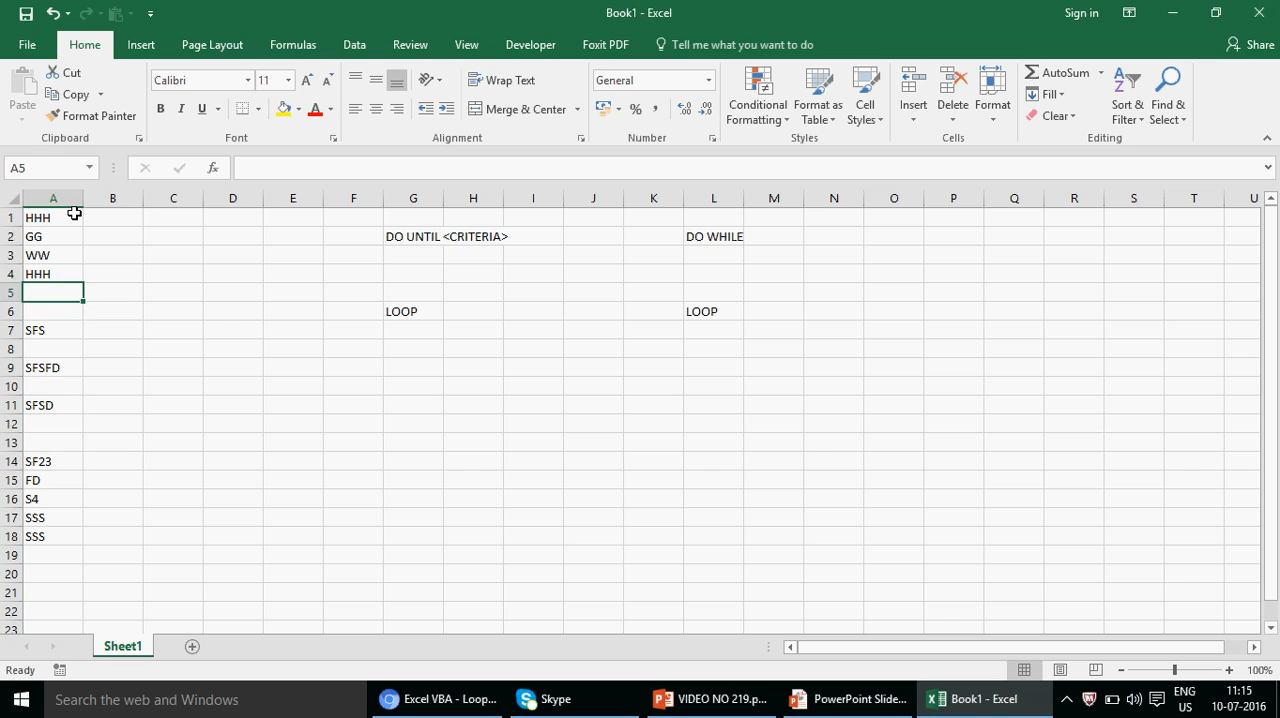 Book1 - Excel
Sign in
File Home Insert Page Layout Formulas Data Review View Developer Foxit PDF Tell me what you want to do Share
Paste
Cut
Copy
Format Painter
Clipboard
Calibri 11
B I U
Font
Wrap Text
Merge & Center
Alignment
General
Number
Conditional Formatting
Format as Table
Cell Styles
Styles
Insert
Delete
Format
Cells
AutoSum
Fill
Clear
Sort & Filter
Find & Select
Editing
A5 fx
A B C D E F G H I J K L M N O P Q R S T U
1 HHH
2 GG DO UNTIL <CRITERIA> DO WHILE
3 WW
4 HHH
5
6 LOOP LOOP
7 SFS
8
9 SFSFD
10
11 SFSD
12
13
14 SF23
15 FD
16 S4
17 SSS
18 SSS
19
20
21
22
23
Sheet1
Ready 100%
Search the web and Windows
Excel VBA - Loop...
Skype
VIDEO NO 219.p...
PowerPoint Slide...
Book1 - Excel
ENG
US
11:15
10-07-2016